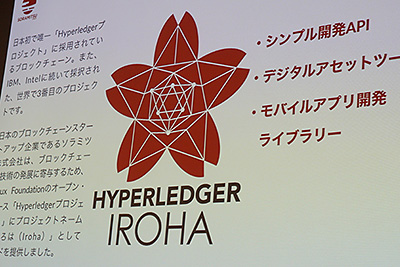 SORAMITSU
日本初で唯一「Hyperledgerプ
ロジェクト」に採用されてい
るブロックチェーン。また、
IBM、Intelに続いて採択され
た、世界で3番目のプロジェク
トです。
日本のブロックチェーンスター
トアップ企業であるソラミツ
株式会社は、ブロックチェー
技術の発展に寄与するため、
ux Foundationのオープン・
ース「Hyperledgerプロジェ
」にプロジェクトネーム
ろは（Iroha）」として
ドを提供しました。
HYPERLEDGER
IROHA
・シンプル開発API
・デジタルアセットツー
・モバイルアプリ開発
ライブラリー